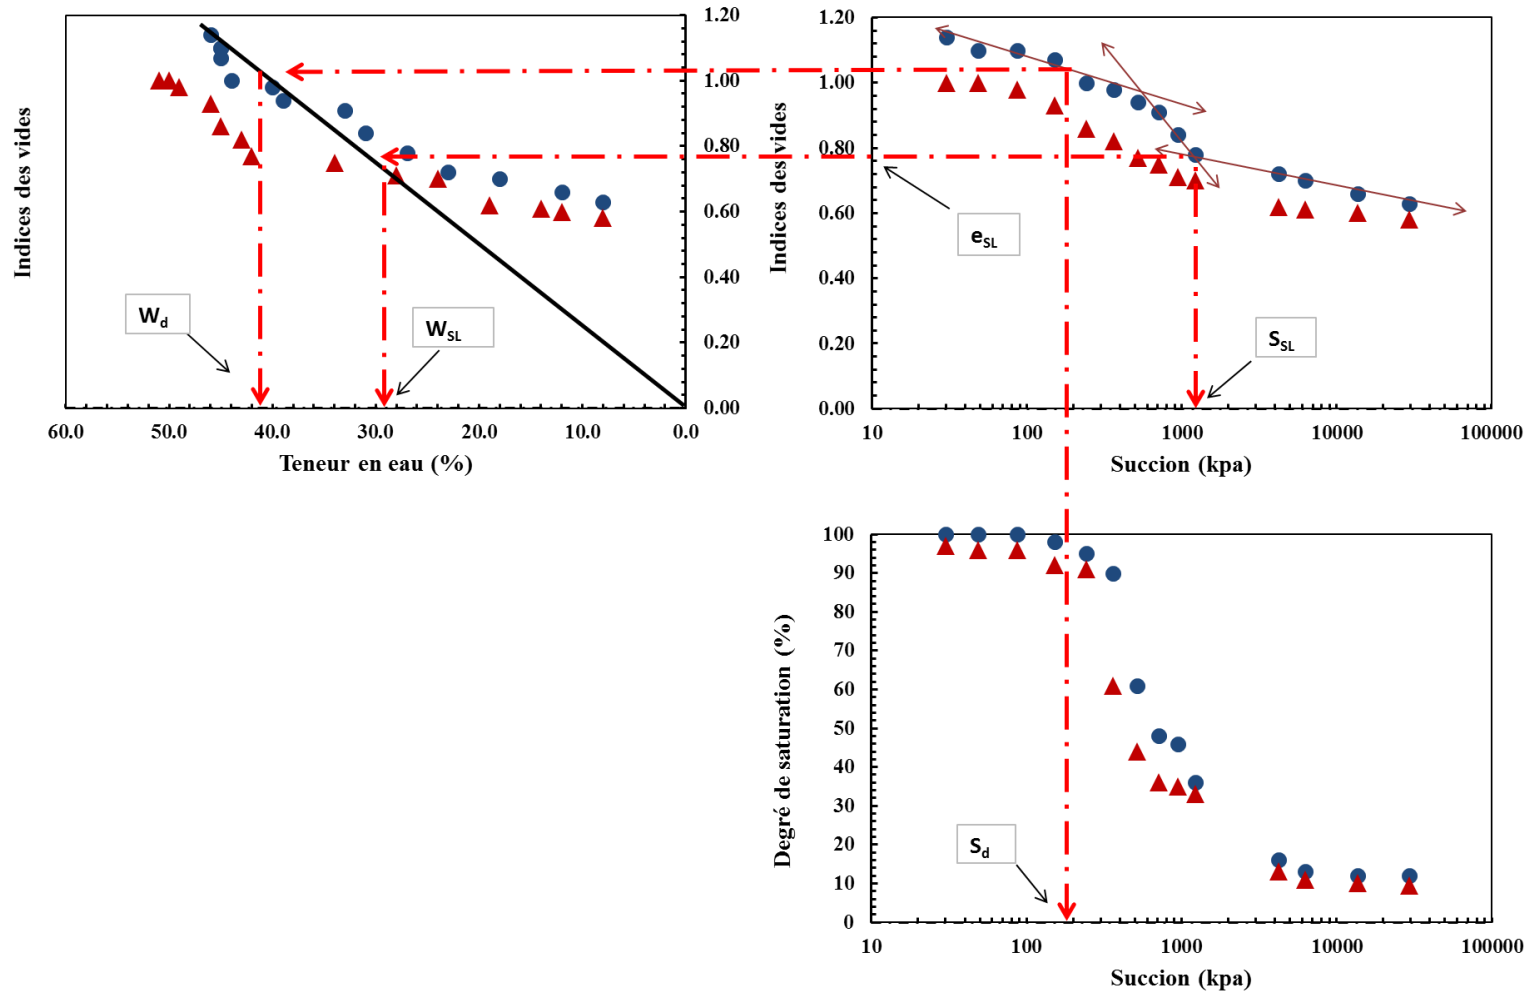 Indices des vides
1.20
1.00
0.80
0.60
0.40
0.20
0.00
60.0 50.0 40.0 30.0 20.0 10.0 0.0
Teneur en eau (%)
Wd
WSL
Indices des vides
1.20
1.00
0.80
0.60
0.40
0.20
0.00
10 100 1000 10000 100000
Succion (kpa)
eSL
SSL
Degré de saturation (%)
100
90
80
70
60
50
40
30
20
10
0
10 100 1000 10000 100000
Succion (kpa)
Sd